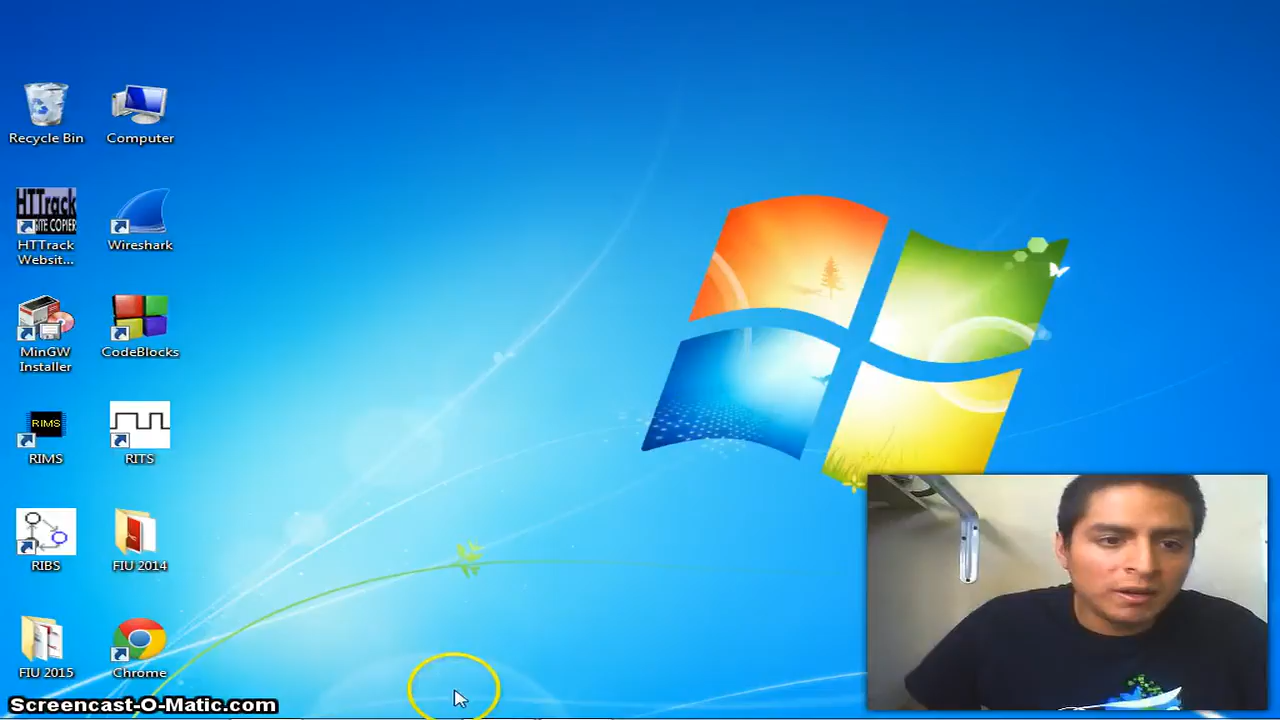 Recycle Bin
Computer
HTTrack
SITE COPIER
HTTrack
Websit...
Wireshark
MinGW
Installer
CodeBlocks
RIMS
RIMS
RITS
RIBS
FIU 2014
FIU 2015
Chrome
Screencast-O-Matic.com